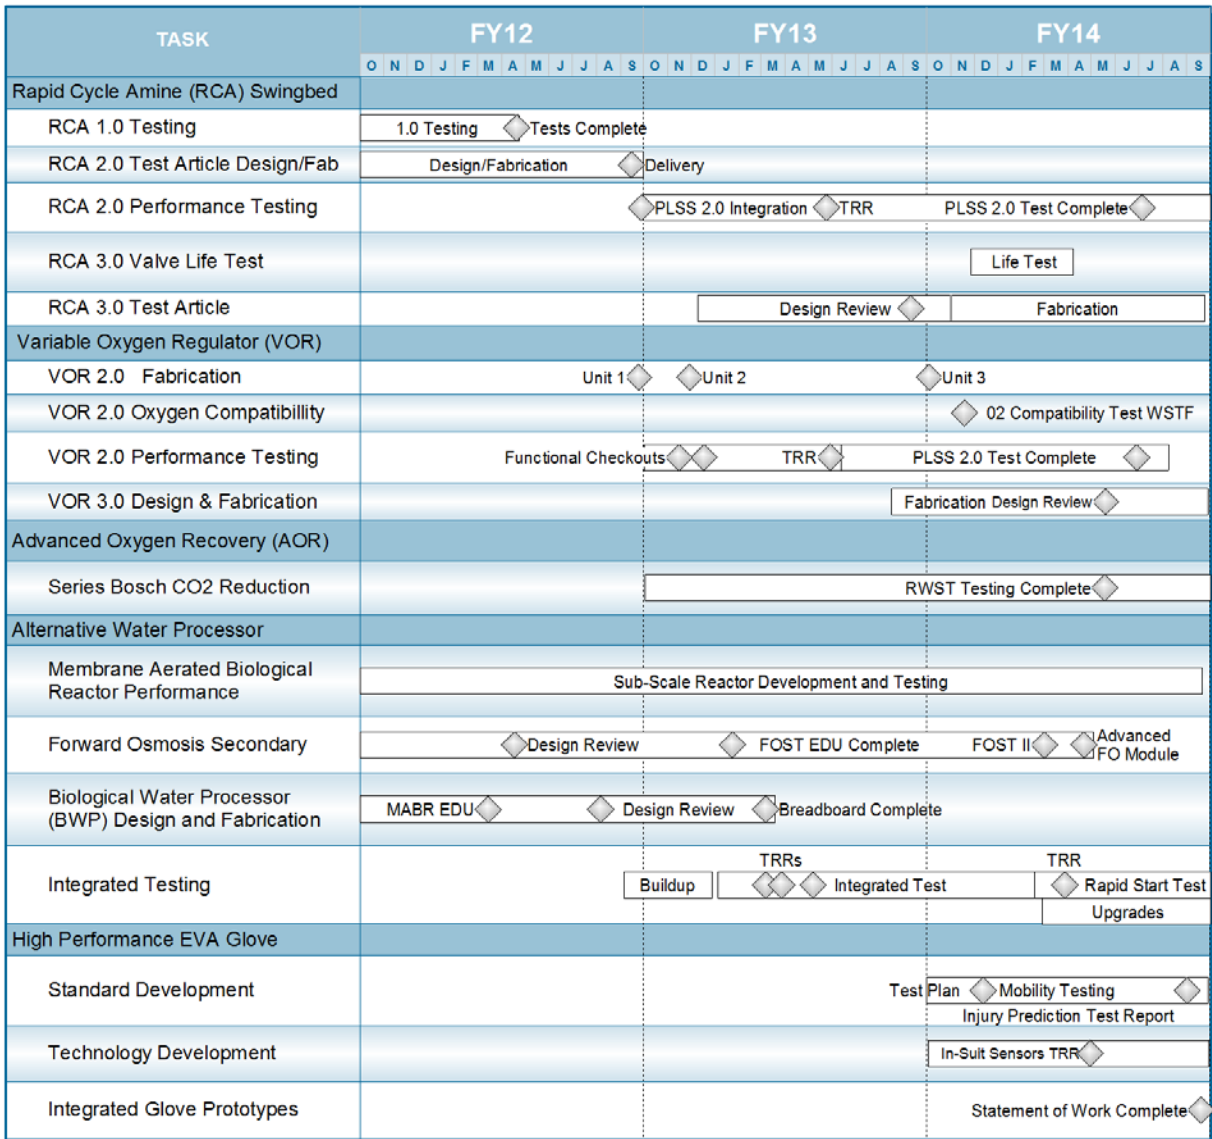 TASK FY12 FY13 FY14
O N D J F M A M J J A S O N D J F M A M J J A S O N D J F M A M J J A S
Rapid Cycle Amine (RCA) Swingbed
RCA 1.0 Testing 1.0 Testing Tests Complete
RCA 2.0 Test Article Design/Fab Design/Fabrication Delivery
RCA 2.0 Performance Testing PLSS 2.0 Integration TRR PLSS 2.0 Test Complete
RCA 3.0 Valve Life Test Life Test
RCA 3.0 Test Article Design Review Fabrication
Variable Oxygen Regulator (VOR)
VOR 2.0 Fabrication Unit 1 Unit 2 Unit 3
VOR 2.0 Oxygen Compatibillity 02 Compatibility Test WSTF
VOR 2.0 Performance Testing Functional Checkouts TRR PLSS 2.0 Test Complete
VOR 3.0 Design & Fabrication Fabrication Design Review
Advanced Oxygen Recovery (AOR)
Series Bosch CO2 Reduction RWST Testing Complete
Alternative Water Processor
Membrane Aerated Biological
Reactor Performance
Sub-Scale Reactor Development and Testing
Forward Osmosis Secondary Design Review FOST EDU Complete FOST II Advanced
FO Module
Biological Water Processor
(BWP) Design and Fabrication
MABR EDU Design Review Breadboard Complete
TRRs TRR
Integrated Testing Buildup Integrated Test Rapid Start Test
Upgrades
High Performance EVA Glove
Standard Development Test Plan Mobility Testing
Injury Prediction Test Report
Technology Development In-Suit Sensors TRR
Integrated Glove Prototypes Statement of Work Complete